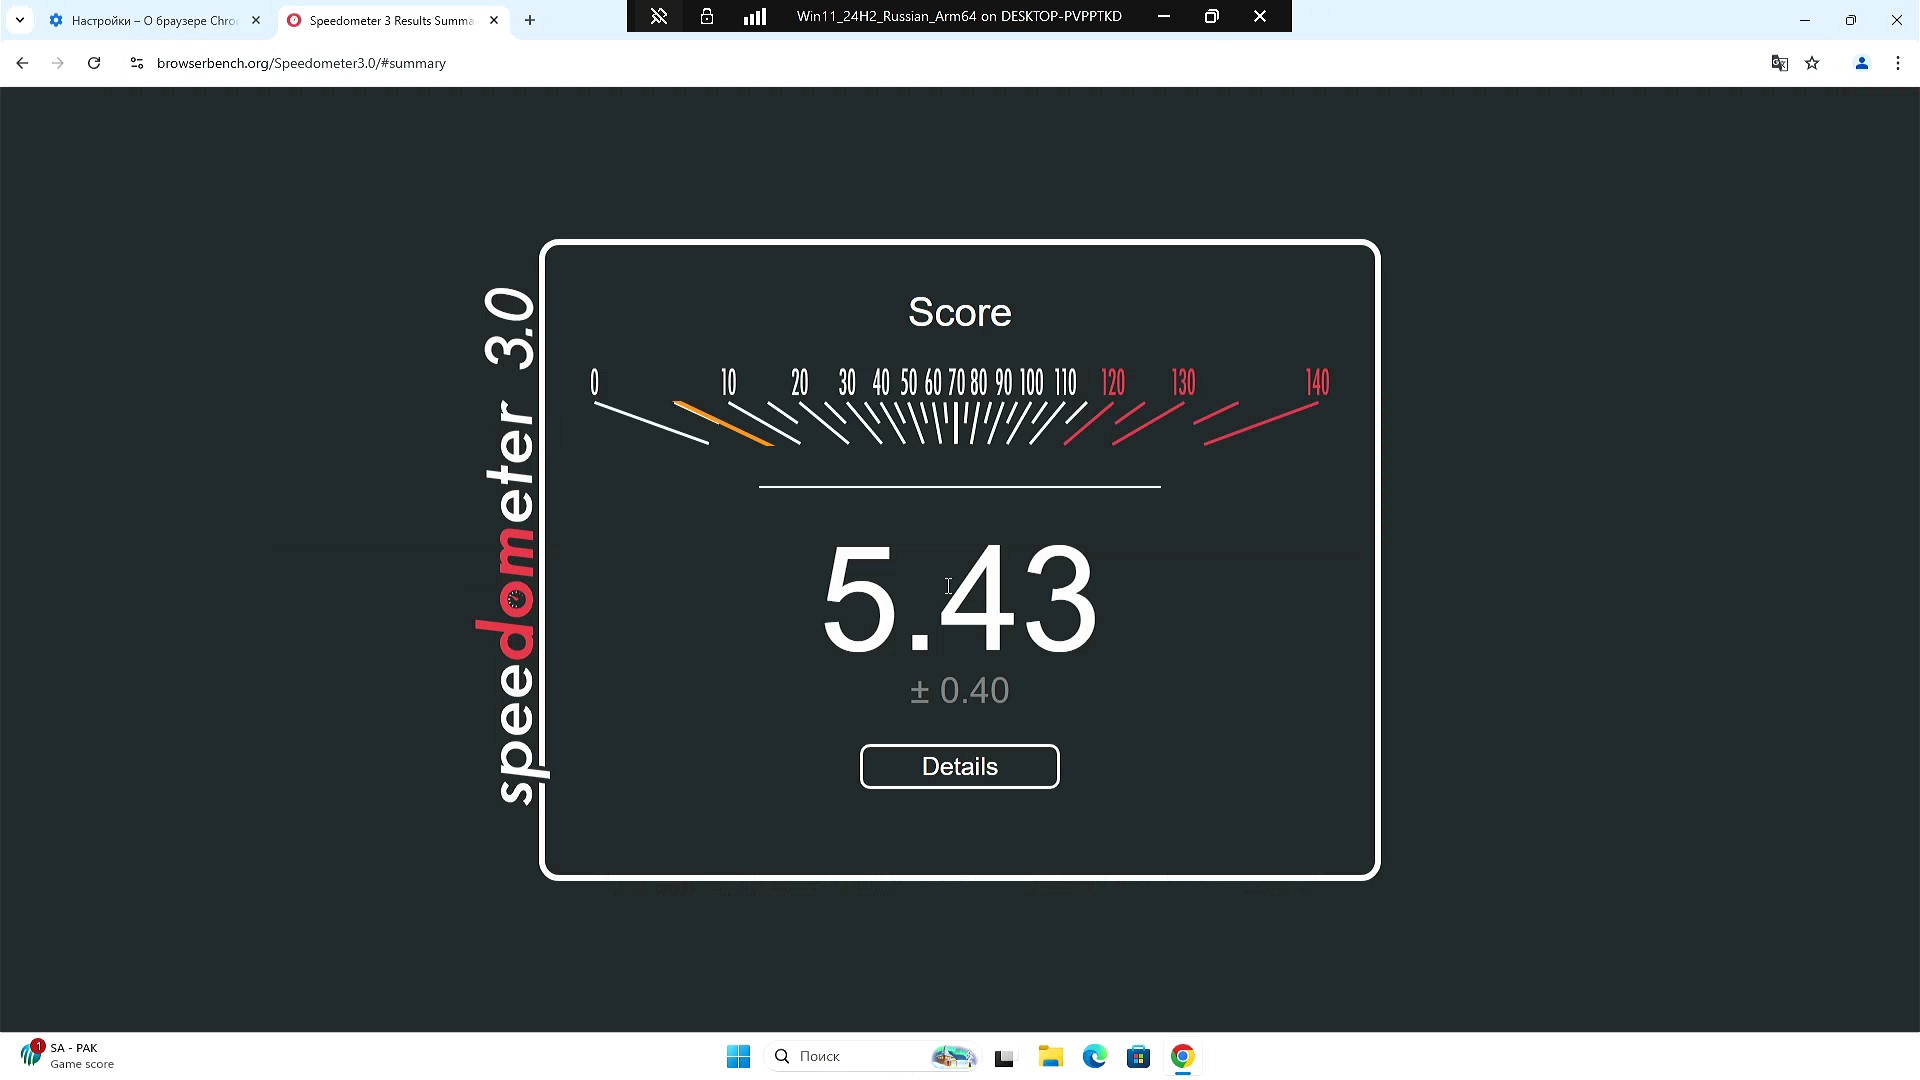 Настройки – О браузере Chro
Speedometer 3 Results Summa
Win11_24H2_Russian_Arm64 on DESKTOP-PVPPTKD
browserbench.org/Speedometer3.0/#summary
speedometer 3.0
Score
0 10 20 30 40 50 60 70 80 90 100 110 120 130 140
5.43
± 0.40
Details
1
SA - PAK
Game score
Поиск